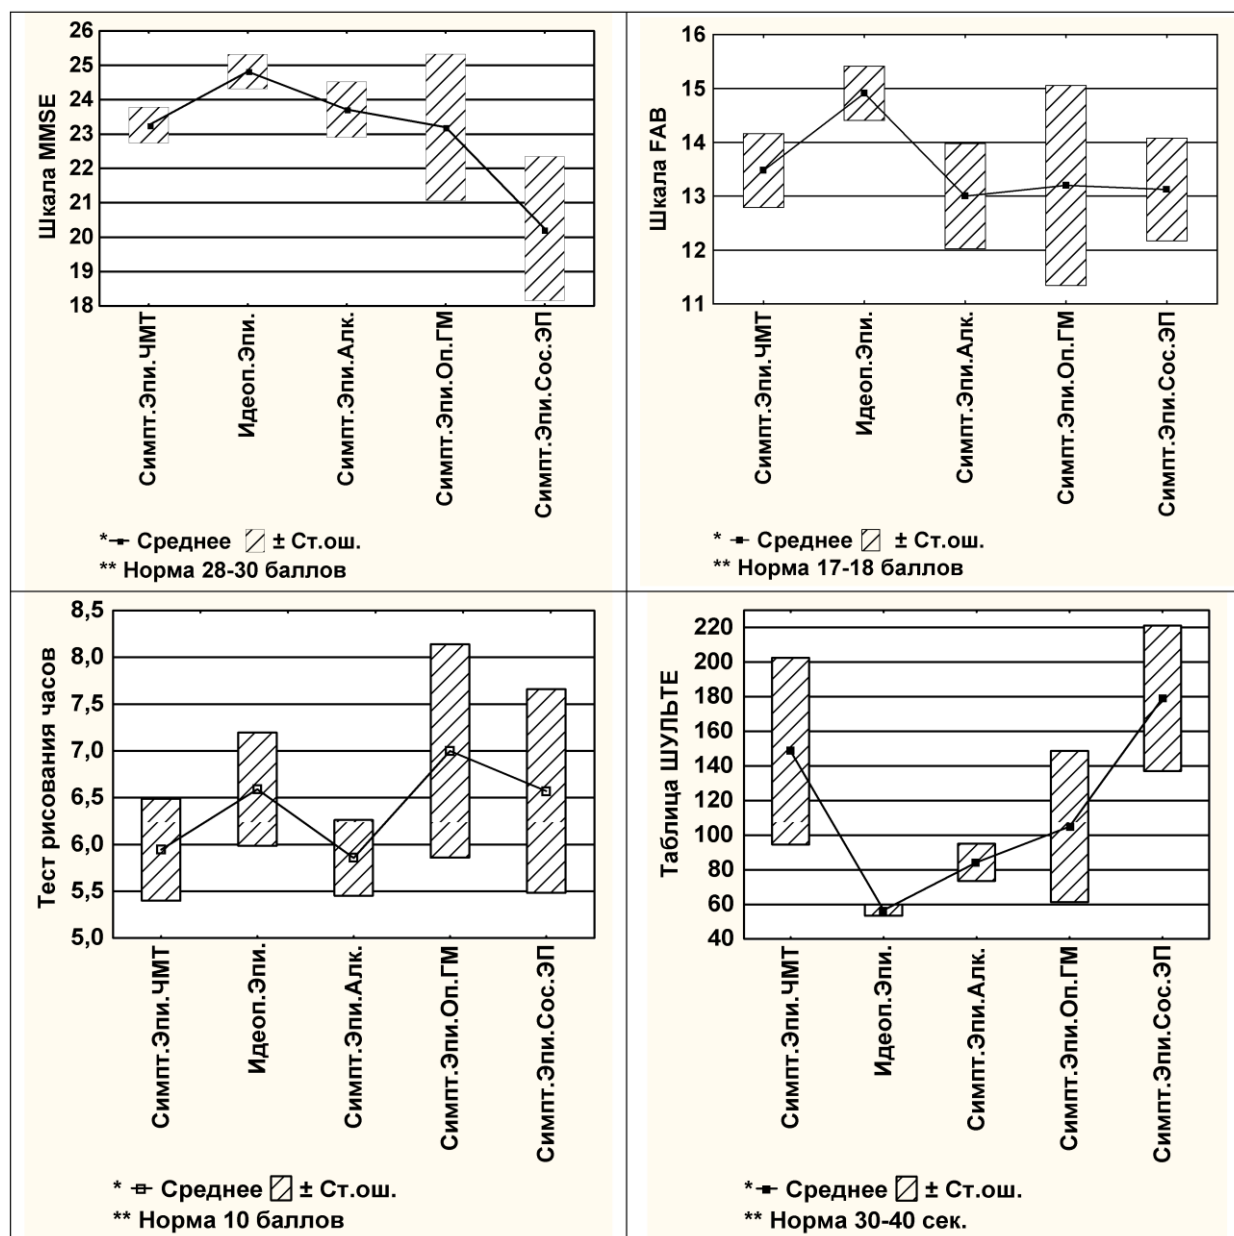 Шкала MMSE
26
25
24
23
22
21
20
19
18
Симпт.Эпи.ЧМТ
Идеоп.Эпи.
Симпт.Эпи.Алк.
Симпт.Эпи.Оп.ГМ
Симпт.Эпи.Сос.ЭП
* Среднее ± Ст.ош.
** Норма 28-30 баллов
Шкала FAB
16
15
14
13
12
11
Симпт.Эпи.ЧМТ
Идеоп.Эпи.
Симпт.Эпи.Алк.
Симпт.Эпи.Оп.ГМ
Симпт.Эпи.Сос.ЭП
* Среднее ± Ст.ош.
** Норма 17-18 баллов
Тест рисования часов
8,5
8,0
7,5
7,0
6,5
6,0
5,5
5,0
Симпт.Эпи.ЧМТ
Идеоп.Эпи.
Симпт.Эпи.Алк.
Симпт.Эпи.Оп.ГМ
Симпт.Эпи.Сос.ЭП
* Среднее ± Ст.ош.
** Норма 10 баллов
Таблица ШУЛЬТЕ
220
200
180
160
140
120
100
80
60
40
Симпт.Эпи.ЧМТ
Идеоп.Эпи.
Симпт.Эпи.Алк.
Симпт.Эпи.Оп.ГМ
Симпт.Эпи.Сос.ЭП
* Среднее ± Ст.ош.
** Норма 30-40 сек.